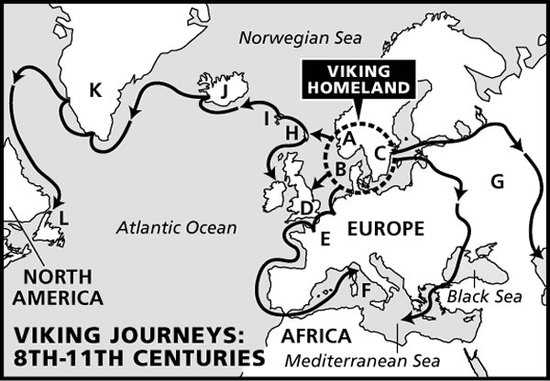 Norwegian Sea
VIKING
HOMELAND
K
J
I
H
A
B
C
G
D
L
Atlantic Ocean
E
EUROPE
NORTH
AMERICA
F
Black Sea
VIKING JOURNEYS:
8TH-11TH CENTURIES
AFRICA
Mediterranean Sea